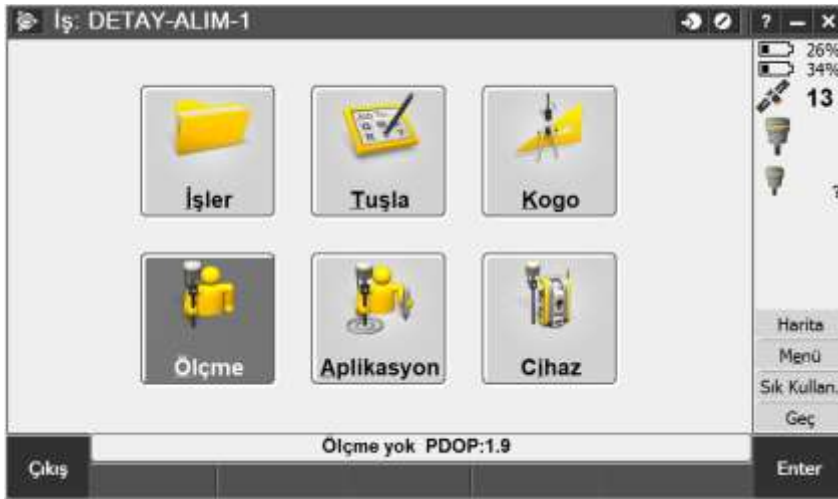 İş: DETAY-ALIM-1
? – X
26%
34%
13
?
İşler
Tuşla
Kogo
Ölçme
Aplikasyon
Cihaz
Harita
Menü
Sık Kullan.
Geç
Ölçme yok PDOP:1.9
Çıkış
Enter